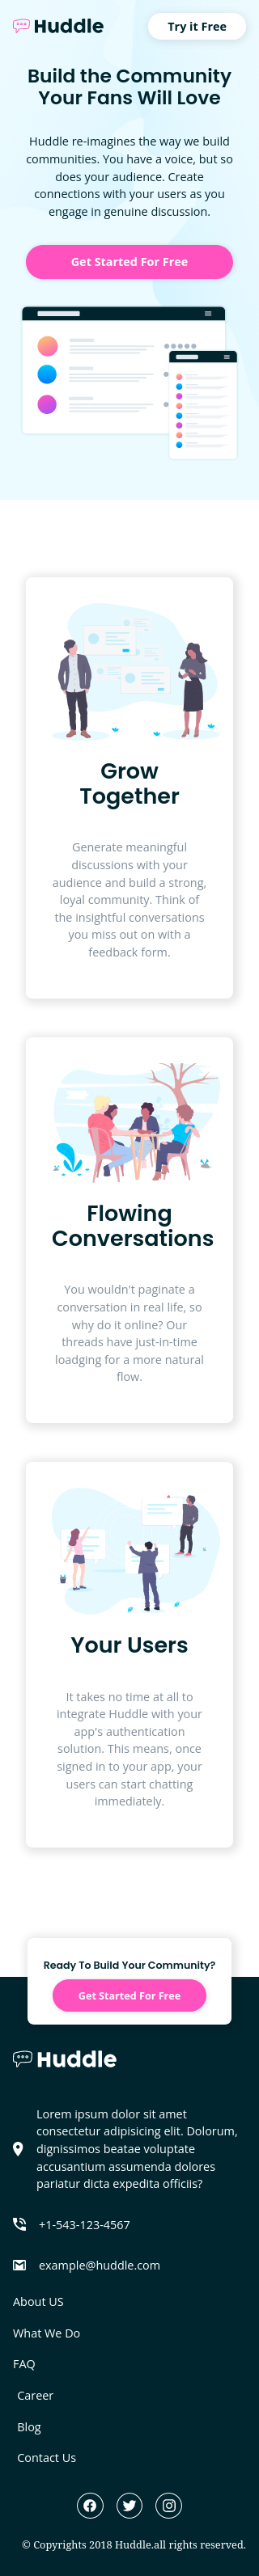 Huddle
Try it Free
Build the Community
Your Fans Will Love
Huddle re-imagines the way we build
communities. You have a voice, but so
does your audience. Create
connections with your users as you
engage in genuine discussion.
Get Started For Free
Grow
Together
Generate meaningful
discussions with your
audience and build a strong,
loyal community. Think of
the insightful conversations
you miss out on with a
feedback form.
Flowing
Conversations
You wouldn't paginate a
conversation in real life, so
why do it online? Our
threads have just-in-time
loadging for a more natural
flow.
Your Users
It takes no time at all to
integrate Huddle with your
app's authentication
solution. This means, once
signed in to your app, your
users can start chatting
immediately.
Ready To Build Your Community?
Get Started For Free
Huddle
Lorem ipsum dolor sit amet
consectetur adipisicing elit. Dolorum,
dignissimos beatae voluptate
accusantium assumenda dolores
pariatur dicta expedita officiis?
+1-543-123-4567
example@huddle.com
About US
What We Do
FAQ
Career
Blog
Contact Us
© Copyrights 2018 Huddle.all rights reserved.